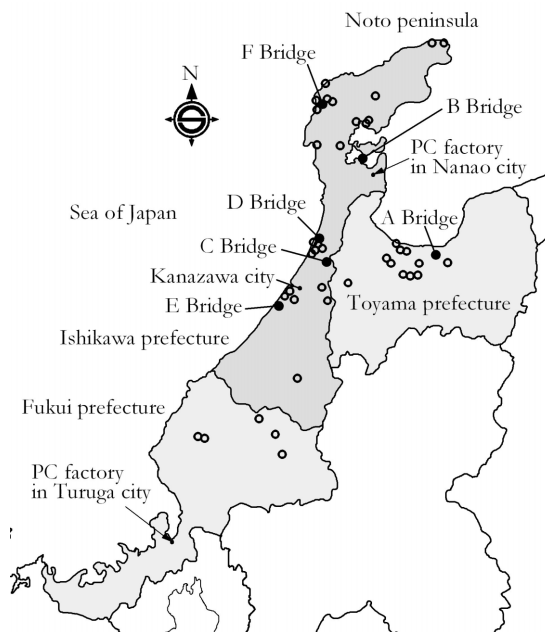 Noto peninsula
F Bridge
N
B Bridge
PC factory
in Nanao city
Sea of Japan
D Bridge
A Bridge
C Bridge
Kanazawa city
E Bridge
Toyama prefecture
Ishikawa prefecture
Fukui prefecture
PC factory
in Turuga city